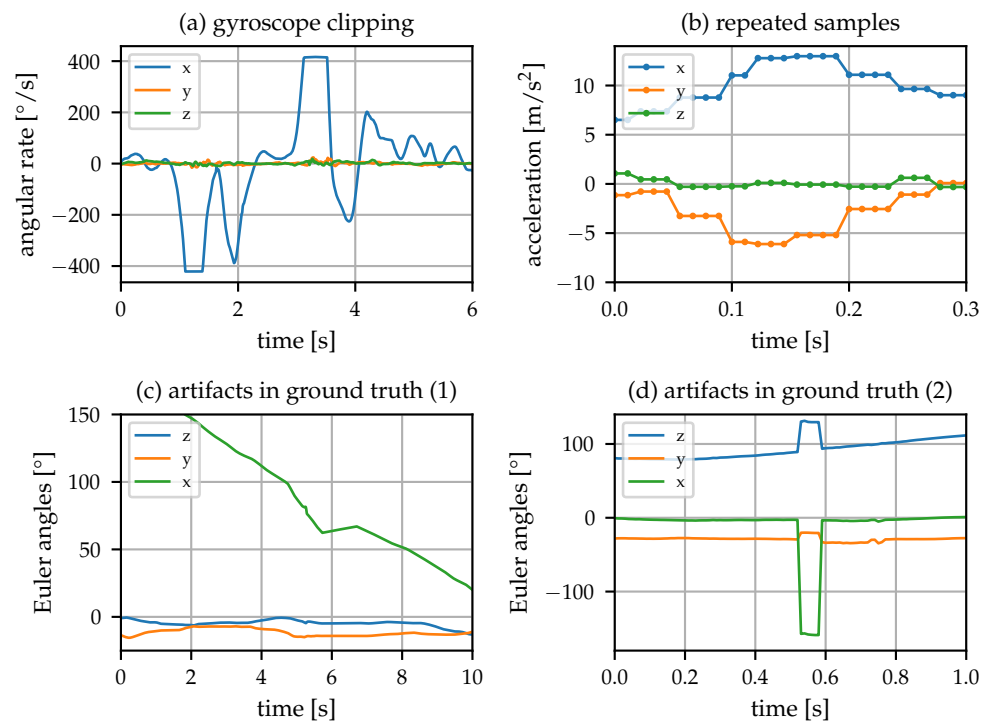 (a) gyroscope clipping
angular rate [°/s]
400
200
0
−200
−400
x
y
z
0
2
4
6
time [s]
(b) repeated samples
acceleration [m/s²]
10
5
0
−5
−10
x
y
z
0.0
0.1
0.2
0.3
time [s]
(c) artifacts in ground truth (1)
Euler angles [°]
150
100
50
0
z
y
x
0
2
4
6
8
10
time [s]
(d) artifacts in ground truth (2)
Euler angles [°]
100
0
−100
z
y
x
0.0
0.2
0.4
0.6
0.8
1.0
time [s]